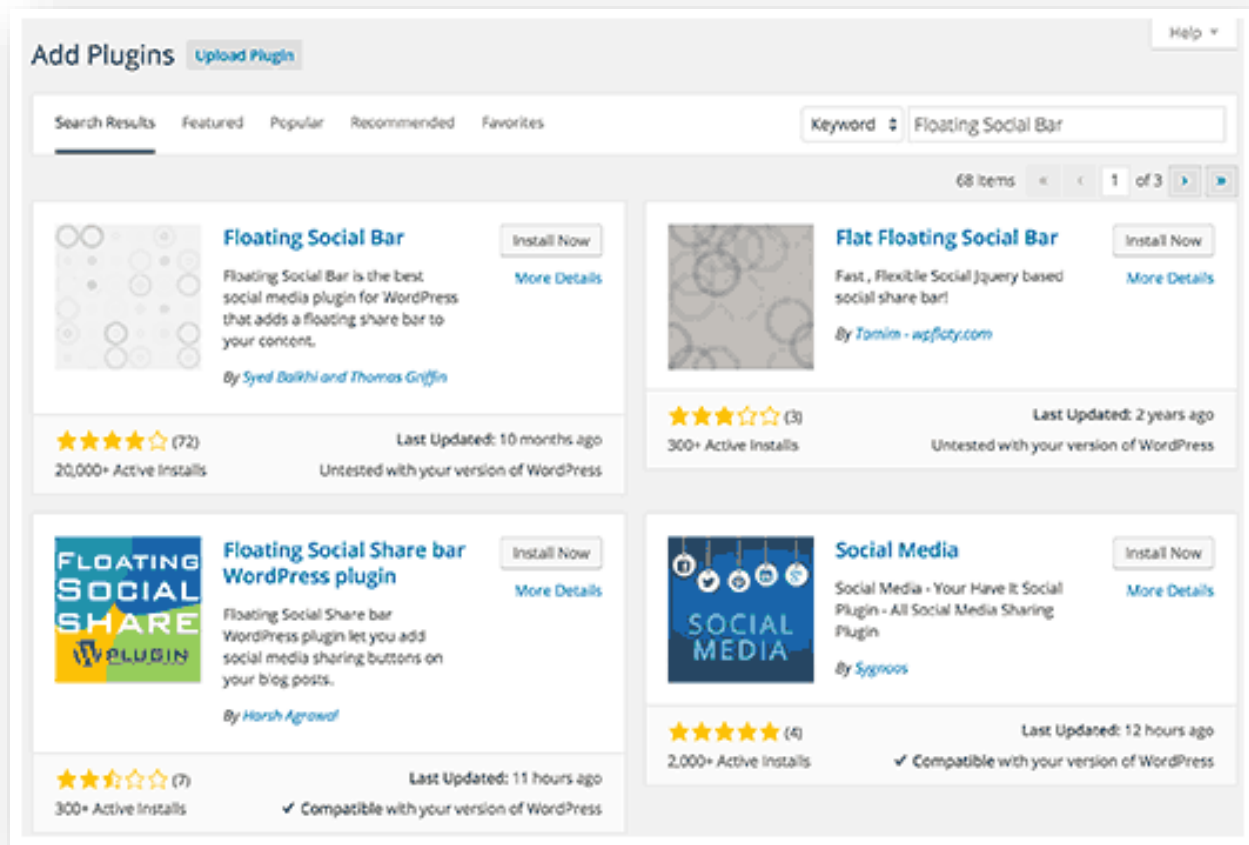 Help
Add Plugins Upload Plugin
Search Results Featured Popular Recommended Favorites Keyword Floating Social Bar
68 items « ‹ 1 of 3 › »
Floating Social Bar
Install Now
Floating Social Bar is the best
More Details
social media plugin for WordPress
that adds a floating share bar to
your content.
By Syed Balkhi and Thomas Griffin
(72)
Last Updated: 10 months ago
20,000+ Active Installs
Untested with your version of WordPress
Flat Floating Social Bar
Install Now
Fast, Flexible Social Jquery based
More Details
social share bar!
By Tamim - wpflaty.com
(3)
Last Updated: 2 years ago
300+ Active Installs
Untested with your version of WordPress
FLOATING
SOCIAL
SHARE
PLUGIN
Floating Social Share bar
WordPress plugin
Install Now
More Details
Floating Social Share bar
WordPress plugin let you add
social media sharing buttons on
your blog posts.
By Harsh Agrawal
(7)
Last Updated: 11 hours ago
300+ Active Installs
✔ Compatible with your version of WordPress
SOCIAL
MEDIA
Social Media
Install Now
Social Media - Your Have It Social
More Details
Plugin - All Social Media Sharing
Plugin
By Sygnoos
(4)
Last Updated: 12 hours ago
2,000+ Active Installs
✔ Compatible with your version of WordPress